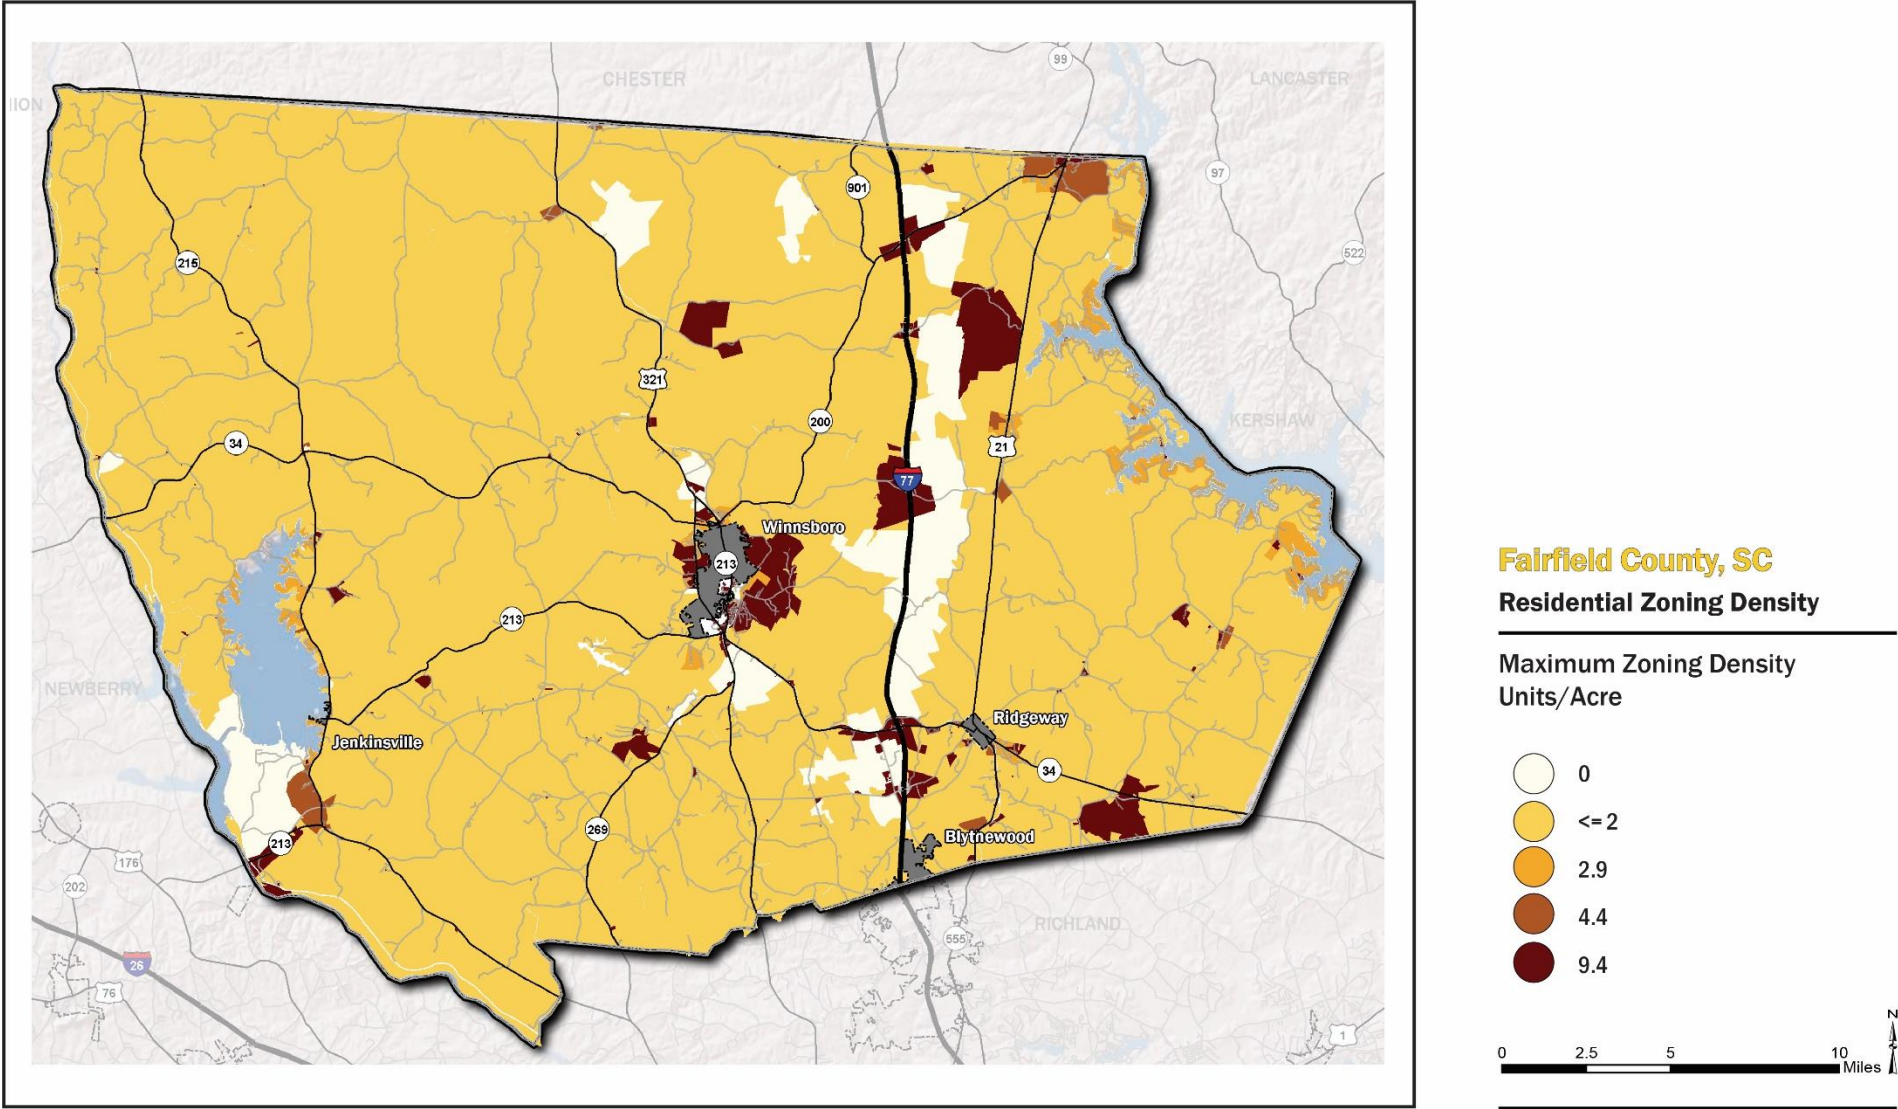 CHESTER
LANCASTER
99
IION
901
97
215
522
321
200
KERSHAW
34
21
77
Winnsboro
213
213
NEWBERRY
Ridgeway
Jenkinsville
34
269
Blythewood
213
176
202
RICHLAND
555
26
76
1
Fairfield County, SC
Residential Zoning Density
Maximum Zoning Density
Units/Acre
0
<= 2
2.9
4.4
9.4
N
0 2.5 5 10
Miles